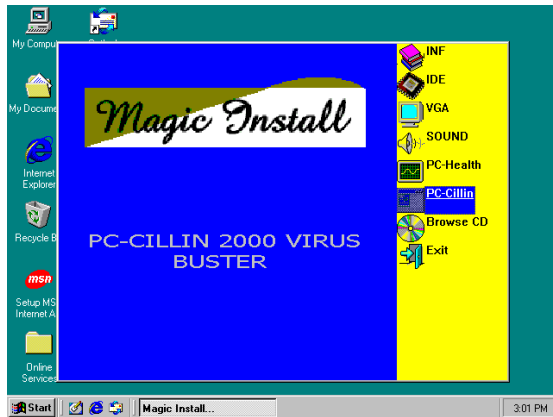 My Compu
My Docume
Internet
Explorer
Recycle B
msn
Setup MS
Internet A
Online
Services
Magic Install
PC-CILLIN 2000 VIRUS
BUSTER
INF
IDE
VGA
SOUND
PC-Health
PC-Cillin
Browse CD
Exit
Start
Magic Install...
3:01 PM